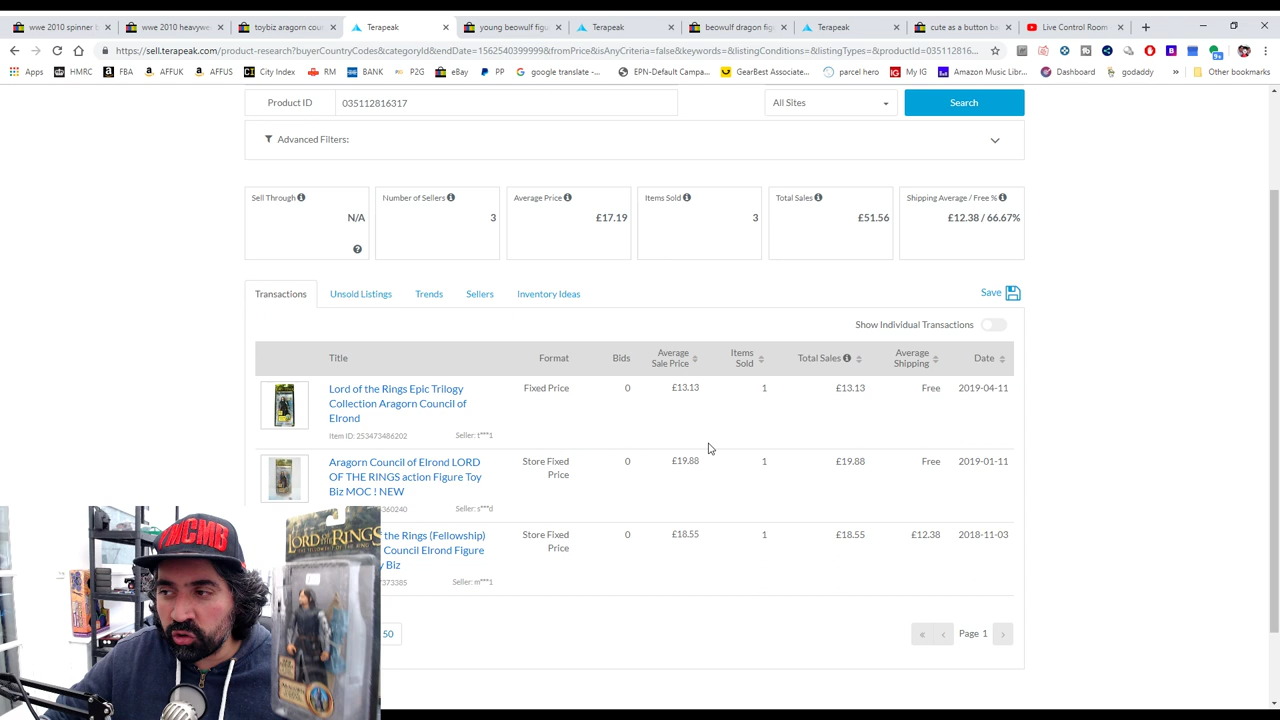 wwe 2010 spinner
wwe 2010 heavywe
toybiz aragorn cou
Terapeak
young beowulf figu
Terapeak
beowulf dragon fig
Terapeak
cute as a button ba
Live Control Room
https://sell.terapeak.com/product-research?buyerCountryCodes&categoryId&endDate=1562540399999&fromPrice&isAnyCriteria=false&keywords=&listingConditions=&listingTypes=&productId=035112816...
Apps
HMRC
FBA
AFFUK
AFFUS
City Index
RM
BANK
P2G
eBay
PP
google translate -...
EPN-Default Campa...
GearBest Associate...
parcel hero
My IG
Amazon Music Libr...
Dashboard
godaddy
»
Other bookmarks
Product ID
035112816317
All Sites
Search
Advanced Filters:
Sell Through
N/A
Number of Sellers
3
Average Price
£17.19
Items Sold
3
Total Sales
£51.56
Shipping Average / Free %
£12.38 / 66.67%
Transactions
Unsold Listings
Trends
Sellers
Inventory Ideas
Save
Show Individual Transactions
Title
Format
Bids
Average
Sale Price
Items
Sold
Total Sales
Average
Shipping
Date
Lord of the Rings Epic Trilogy
Collection Aragorn Council of
Elrond
Item ID: 253473486202
Seller: t***1
Fixed Price
0
£13.13
1
£13.13
Free
2019-04-11
Aragorn Council of Elrond LORD
OF THE RINGS action Figure Toy
Biz MOC ! NEW
360240
Seller: s***d
Store Fixed
Price
0
£19.88
1
£19.88
Free
2019-01-11
the Rings (Fellowship)
Council Elrond Figure
Biz
373385
Seller: m***1
Store Fixed
Price
0
£18.55
1
£18.55
£12.38
2018-11-03
50
«
‹
Page 1
›
YMCMB
LORD OF THE RINGS